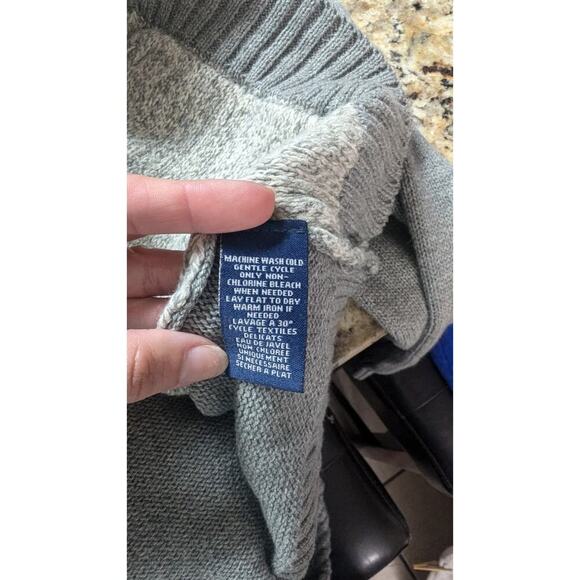 MACHINE WASH COLD
GENTLE CYCLE
ONLY NON-
CHLORINE BLEACH
WHEN NEEDED
LAY FLAT TO DRY
WARM IRON IF
NEEDED
LAVAGE A 30°
CYCLE TEXTILES
DELICATS
EAU DE JAVEL
NON CHLOREE
UNIQUEMENT
SI NECESSAIRE
SECHER A PLAT